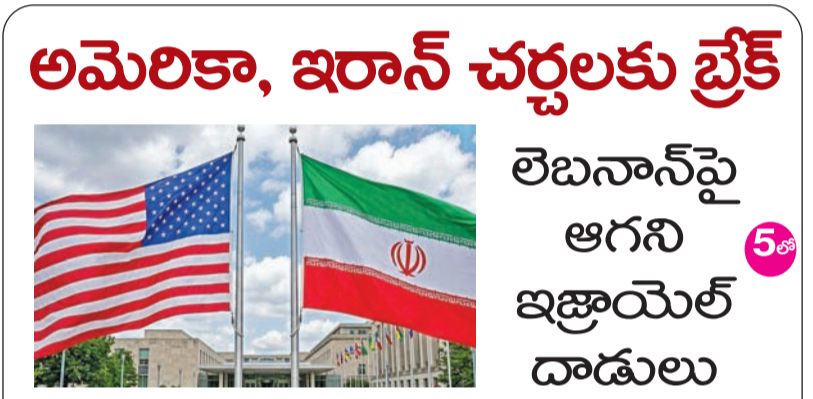 అమెరికా, ఇరాన్ చర్చలకు బ్రేక్
లెబనాన్‌పై
ఆగని
ఇజ్రాయెల్
దాడులు
5లో